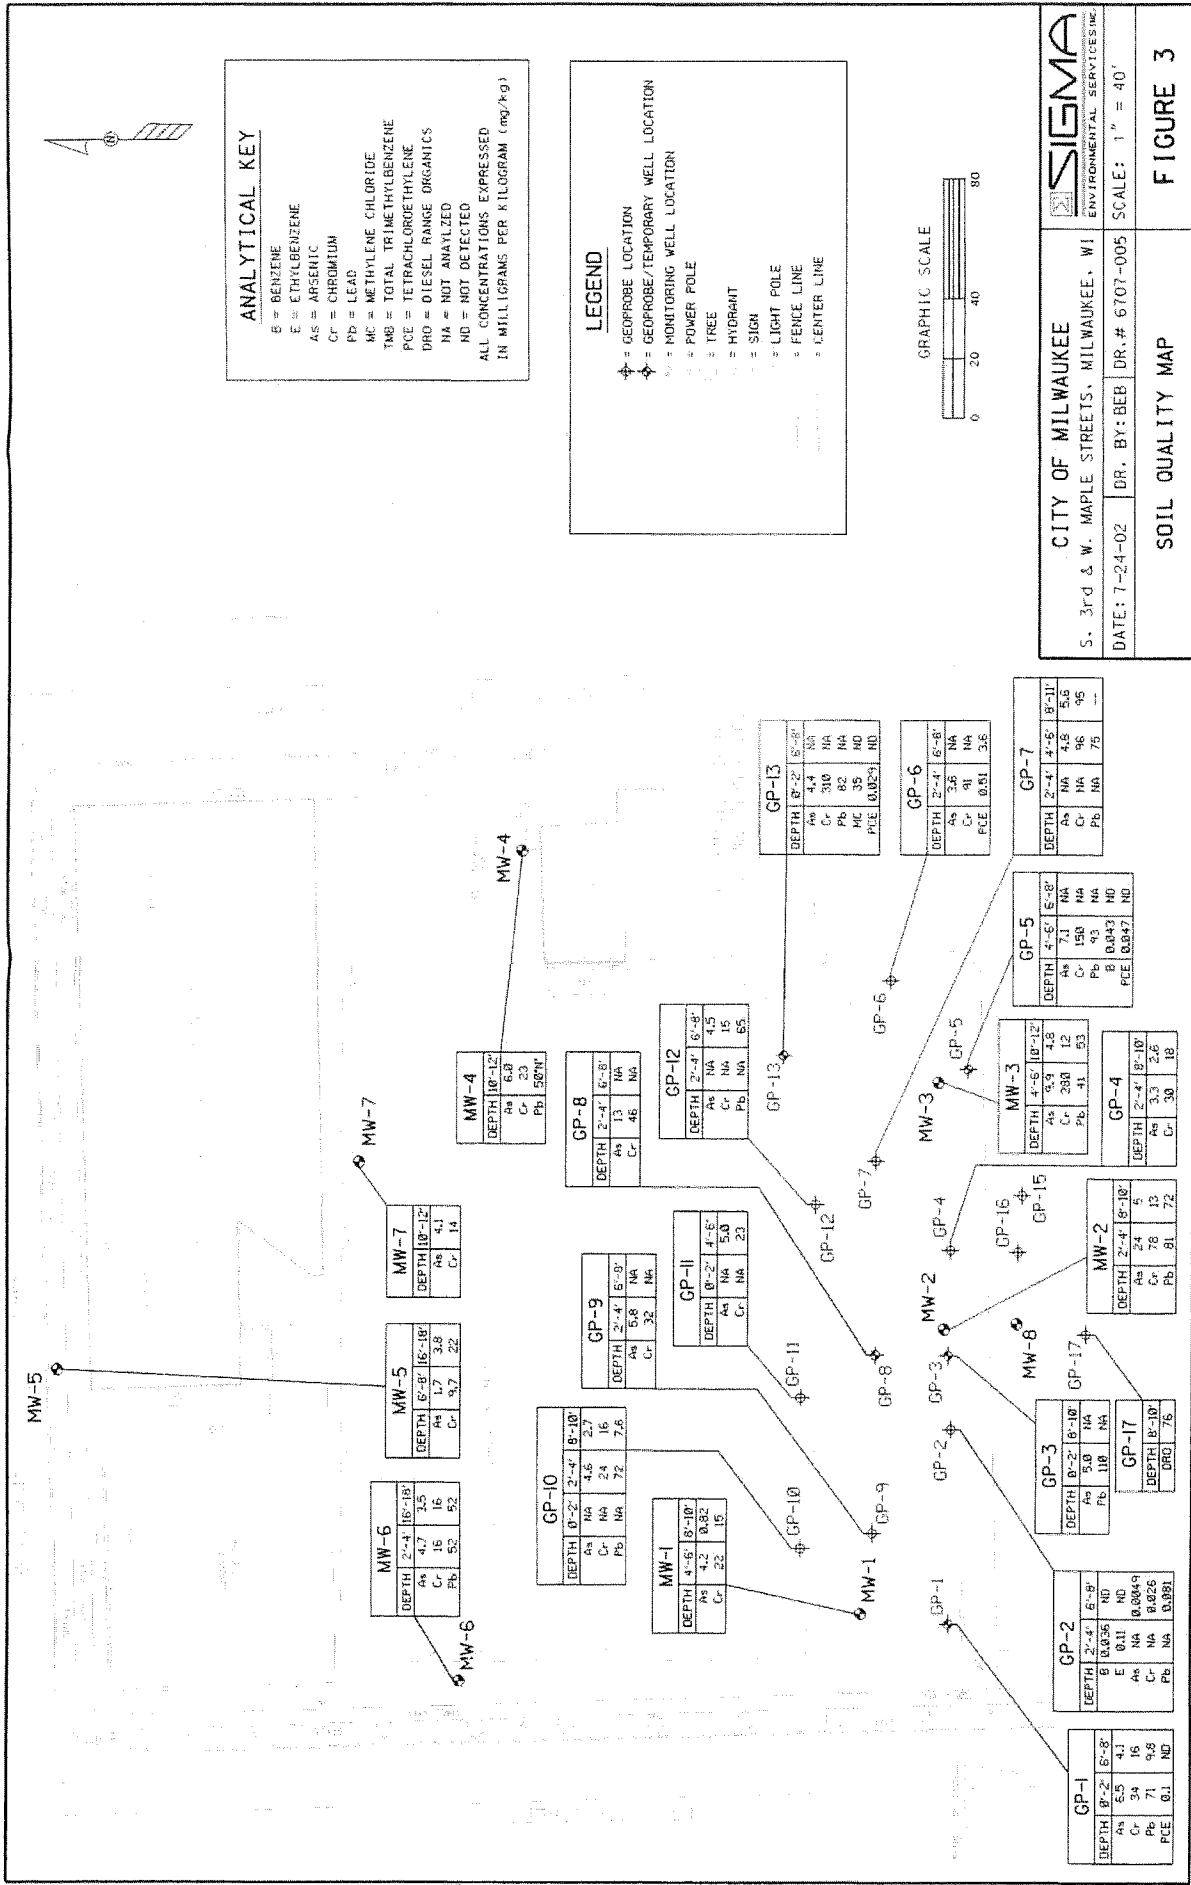 MW-5
MW-7
MW-4
MW-6
MW-6
DEPTH 2'-4' 16'-18'
As 4.7 3.5
Cr 16 16
Pb 52 52
MW-5
DEPTH 6'-8' 16'-18'
As 1.7 3.8
Cr 9.7 22
MW-7
DEPTH 10'-12'
As 4.1
Cr 14
MW-4
DEPTH 10'-12'
As 6.0
Cr 23
Pb 50"N"
GP-10
DEPTH 0'-2' 2'-4' 8'-10'
As NA 4.6 2.7
Cr NA 24 16
Pb NA 72 7.6
GP-9
DEPTH 2'-4' 6'-8'
As 5.8 NA
Cr 32 NA
GP-8
DEPTH 2'-4' 6'-8'
As 13 NA
Cr 46 NA
MW-1
DEPTH 4'-6' 8'-10'
As 4.2 0.82
Cr 22 15
GP-11
DEPTH 0'-2' 4'-6'
As NA 5.0
Cr NA 23
GP-12
DEPTH 2'-4' 6'-8'
As NA 4.5
Cr NA 15
Pb NA 65
GP-13
DEPTH 0'-2' 6'-8'
As 4.4 NA
Cr 310 NA
Pb 82 NA
MC 35 ND
PCE 0.029 ND
GP-10
GP-11
GP-12
GP-13
MW-1
GP-9
GP-8
GP-7
GP-6
GP-6
DEPTH 2'-4' 6'-8'
As 3.6 NA
Cr 91 NA
PCE 0.51 3.6
GP-1
GP-2
GP-3
MW-2
GP-4
MW-3
GP-5
MW-8
GP-16
GP-15
GP-17
GP-1
DEPTH 0'-2' 6'-8'
As 6.5 4.1
Cr 34 16
Pb 71 9.8
PCE 0.1 ND
GP-2
DEPTH 2'-4' 6'-8'
B 0.036 ND
E 0.11 ND
As NA 0.0049
Cr NA 0.026
Pb NA 0.081
GP-3
DEPTH 0'-2' 8'-10'
As 5.0 NA
Pb 110 NA
GP-17
DEPTH 8'-10'
DRO 76
MW-2
DEPTH 2'-4' 8'-10'
As 24 5
Cr 78 13
Pb 81 72
MW-3
DEPTH 4'-6' 10'-12'
As 9.9 4.8
Cr 280 12
Pb 41 53
GP-4
DEPTH 2'-4' 8'-10'
As 3.3 2.6
Cr 30 18
GP-5
DEPTH 4'-6' 6'-8'
As 7.1 NA
Cr 150 NA
Pb 93 NA
B 0.043 ND
PCE 0.047 ND
GP-7
DEPTH 2'-4' 4'-6' 8'-11'
As NA 4.8 5.6
Cr NA 96 95
Pb NA 75 --
N
ANALYTICAL KEY
B = BENZENE
E = ETHYLBENZENE
As = ARSENIC
Cr = CHROMIUM
Pb = LEAD
MC = METHYLENE CHLORIDE
TMB = TOTAL TRIMETHYLBENZENE
PCE = TETRACHLOROETHYLENE
DRO = DIESEL RANGE ORGANICS
NA = NOT ANALYZED
ND = NOT DETECTED
ALL CONCENTRATIONS EXPRESSED
IN MILLIGRAMS PER KILOGRAM (mg/kg)
LEGEND
= GEOPROBE LOCATION
= GEOPROBE/TEMPORARY WELL LOCATION
= MONITORING WELL LOCATION
= POWER POLE
= TREE
= HYDRANT
= SIGN
= LIGHT POLE
= FENCE LINE
= CENTER LINE
GRAPHIC SCALE
0 20 40 80
CITY OF MILWAUKEE
S. 3rd & W. MAPLE STREETS, MILWAUKEE, WI
ΣSIGMA
ENVIRONMENTAL SERVICES INC.
DATE: 7-24-02 DR. BY: BEB DR.# 6707-005 SCALE: 1" = 40'
SOIL QUALITY MAP
FIGURE 3